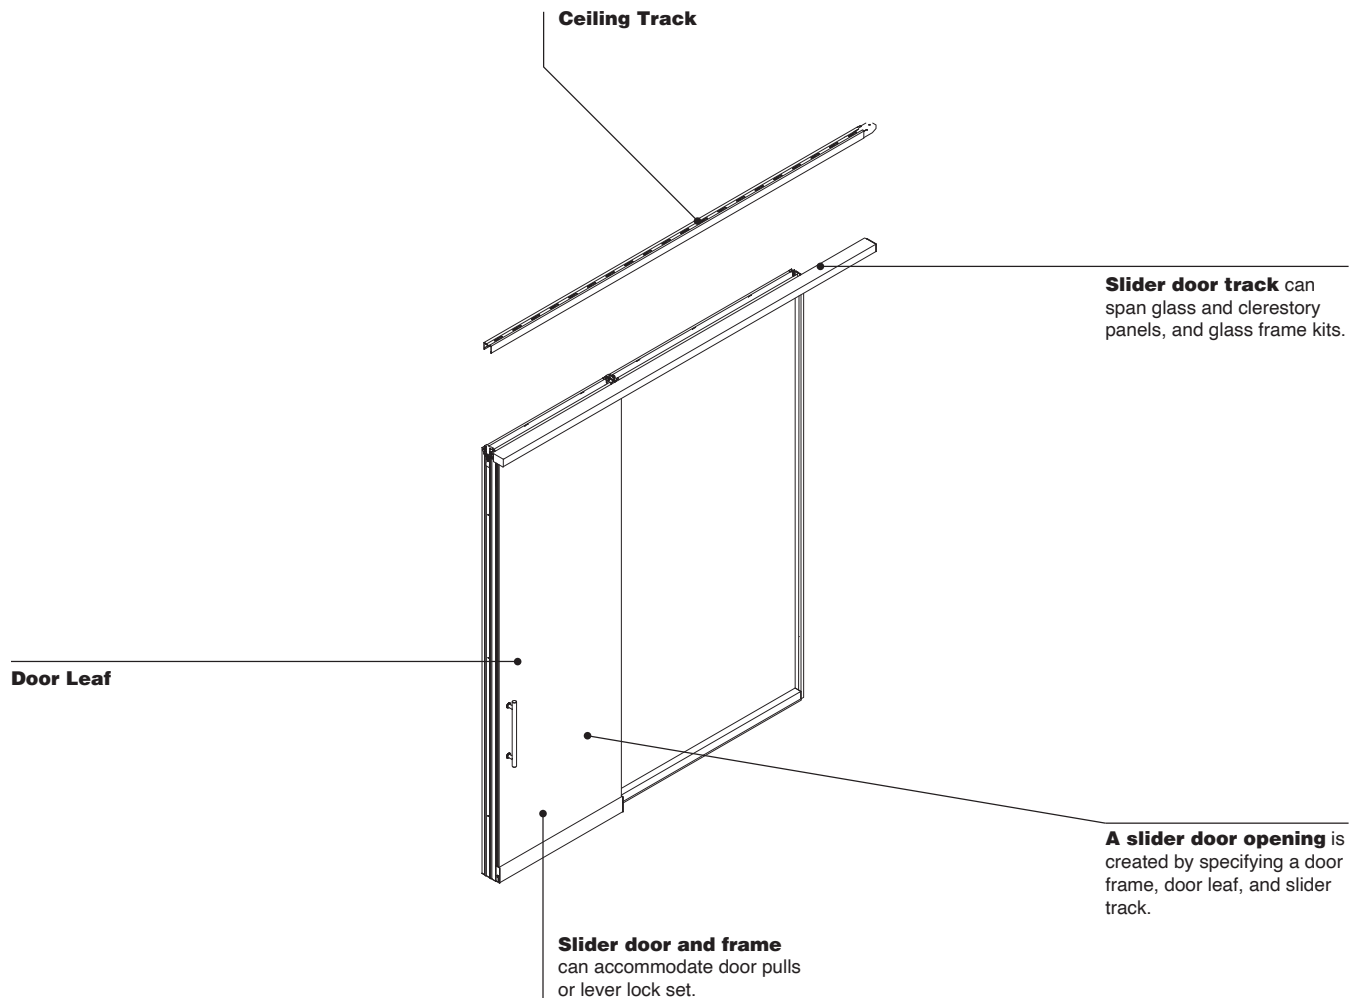 Ceiling Track
Slider door track can
span glass and clerestory
panels, and glass frame kits.
Door Leaf
A slider door opening is
created by specifying a door
frame, door leaf, and slider
track.
Slider door and frame
can accommodate door pulls
or lever lock set.